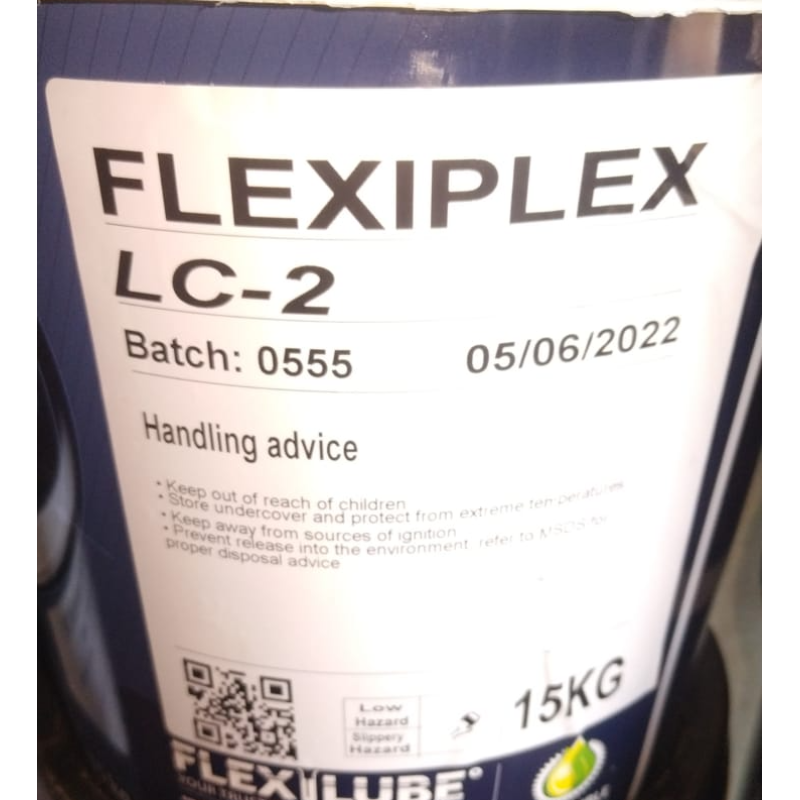 FLEXIPLEX
LC-2
Batch: 0555 05/06/2022
Handling advice
• Keep out of reach of children
• Store undercover and protect from extreme temperatures
• Keep away from sources of ignition
• Prevent release into the environment, refer to MSDS for
proper disposal advice
Low
Hazard
Slippery
Hazard
15KG
FLEXILUBE®
YOUR